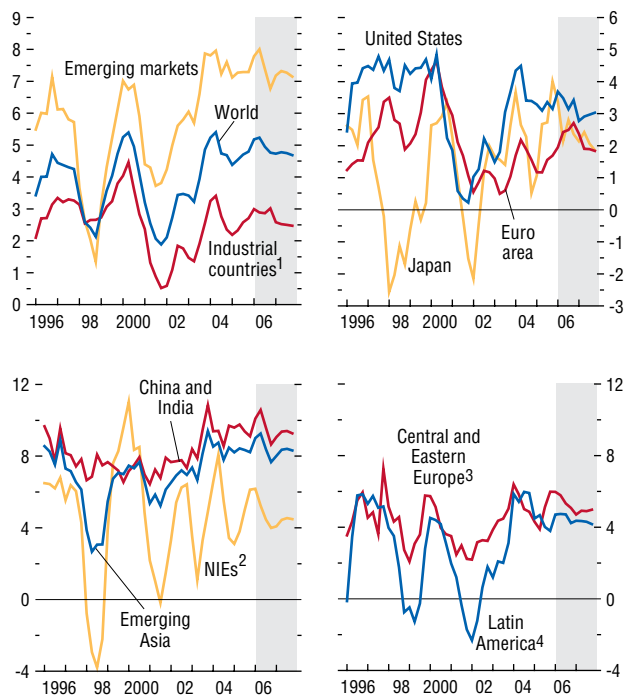 9
8
7
6
5
4
3
2
1
0
Emerging markets
World
Industrial
countries1
1996 98 2000 02 04 06
6
5
4
3
2
1
0
-1
-2
-3
United States
Euro
area
Japan
1996 98 2000 02 04 06
12
8
4
0
-4
China and
India
NIEs2
Emerging
Asia
1996 98 2000 02 04 06
12
8
4
0
-4
Central and
Eastern
Europe3
Latin
America4
1996 98 2000 02 04 06